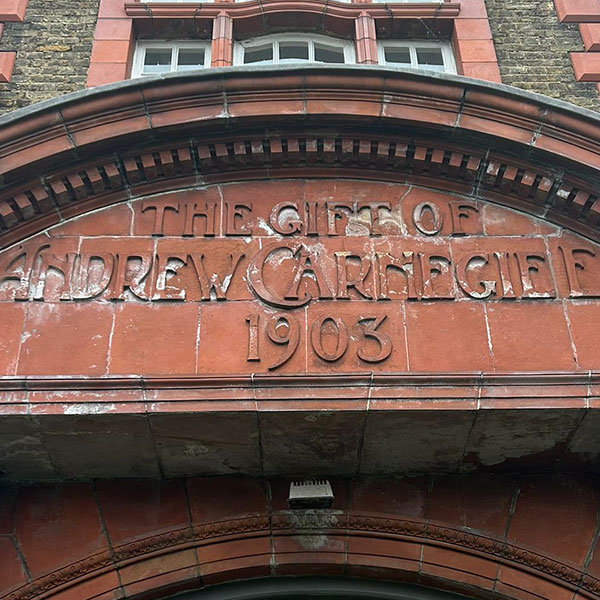 THE GIFT OF
ANDREW CARNEGIE E
1903